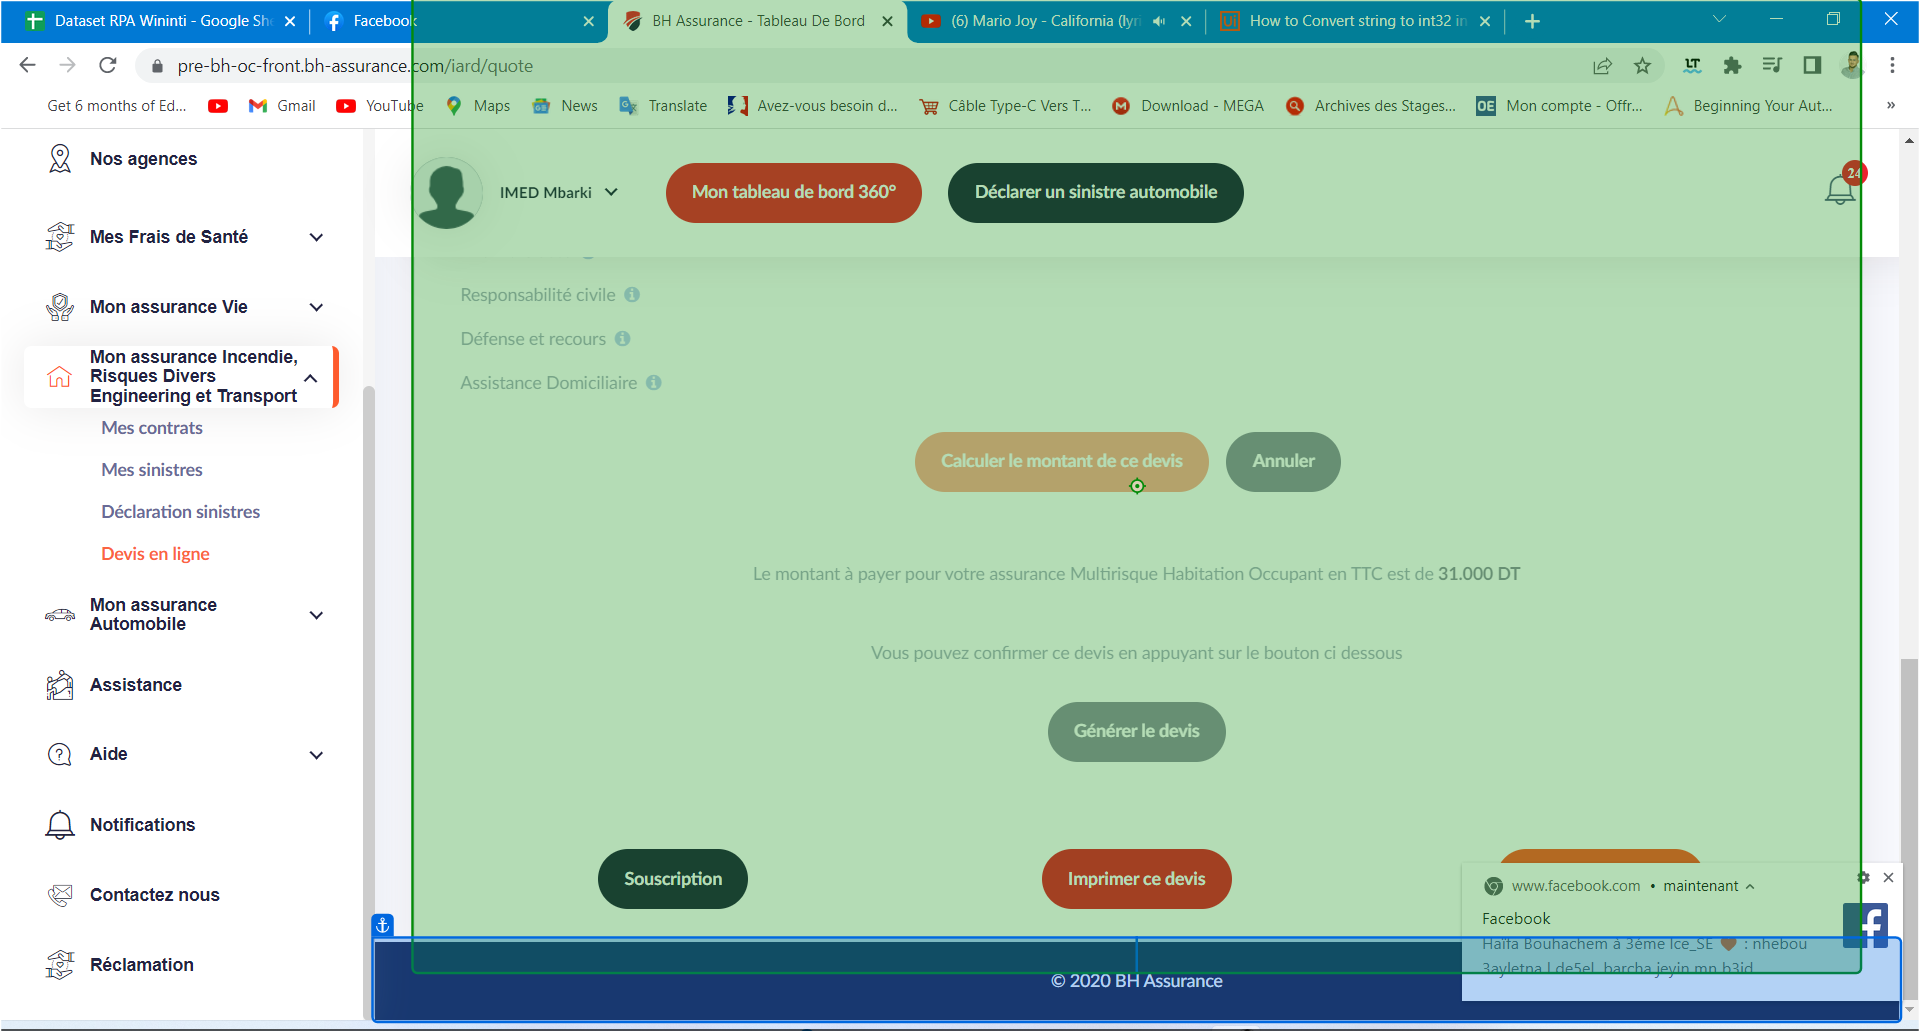 Dataset RPA Wininti - Google She
Facebook
BH Assurance - Tableau De Bord
(6) Mario Joy - California (lyri
How to Convert string to int32 in
pre-bh-oc-front.bh-assurance.com/iard/quote
Get 6 months of Ed...
Gmail
YouTube
Maps
News
Translate
Avez-vous besoin d...
Câble Type-C Vers T...
Download - MEGA
Archives des Stages...
Mon compte - Offr...
Beginning Your Aut...
»
Nos agences
Mes Frais de Santé
Mon assurance Vie
Mon assurance Incendie,
Risques Divers
Engineering et Transport
Mes contrats
Mes sinistres
Déclaration sinistres
Devis en ligne
Mon assurance
Automobile
Assistance
Aide
Notifications
Contactez nous
Réclamation
IMED Mbarki
Mon tableau de bord 360°
Déclarer un sinistre automobile
24
Responsabilité civile
Défense et recours
Assistance Domiciliaire
Calculer le montant de ce devis
Annuler
Le montant à payer pour votre assurance Multirisque Habitation Occupant en TTC est de 31.000 DT
Vous pouvez confirmer ce devis en appuyant sur le bouton ci dessous
Générer le devis
Souscription
Imprimer ce devis
www.facebook.com • maintenant
Facebook
Haïfa Bouhachem à 3éme Ice_SE 🤎 : nhebou
3ayletna l de5el, barcha jeyin mn b3id
© 2020 BH Assurance